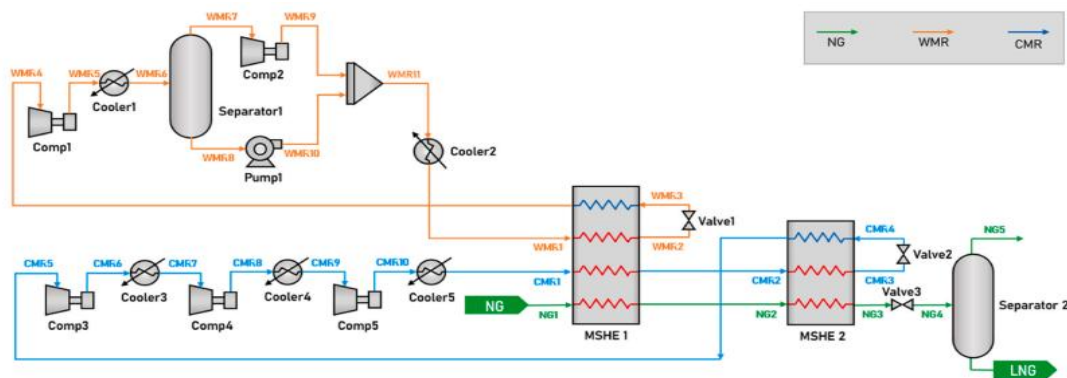 WMR7
WMR9
NG
WMR
CMR
WMR4
WMR5
WMR6
Comp2
WMR11
Cooler1
Separator1
Comp1
WMR8
WMR10
Pump1
Cooler2
WMR3
Valve1
WMR1
WMR2
CMR4
Valve2
CMR5
CMR6
CMR7
CMR8
CMR9
CMR10
CMR1
CMR2
CMR3
Cooler3
Cooler4
Cooler5
Valve3
Comp3
Comp4
Comp5
NG
NG1
NG2
NG3
NG4
NG5
Separator 2
MSHE 1
MSHE 2
LNG